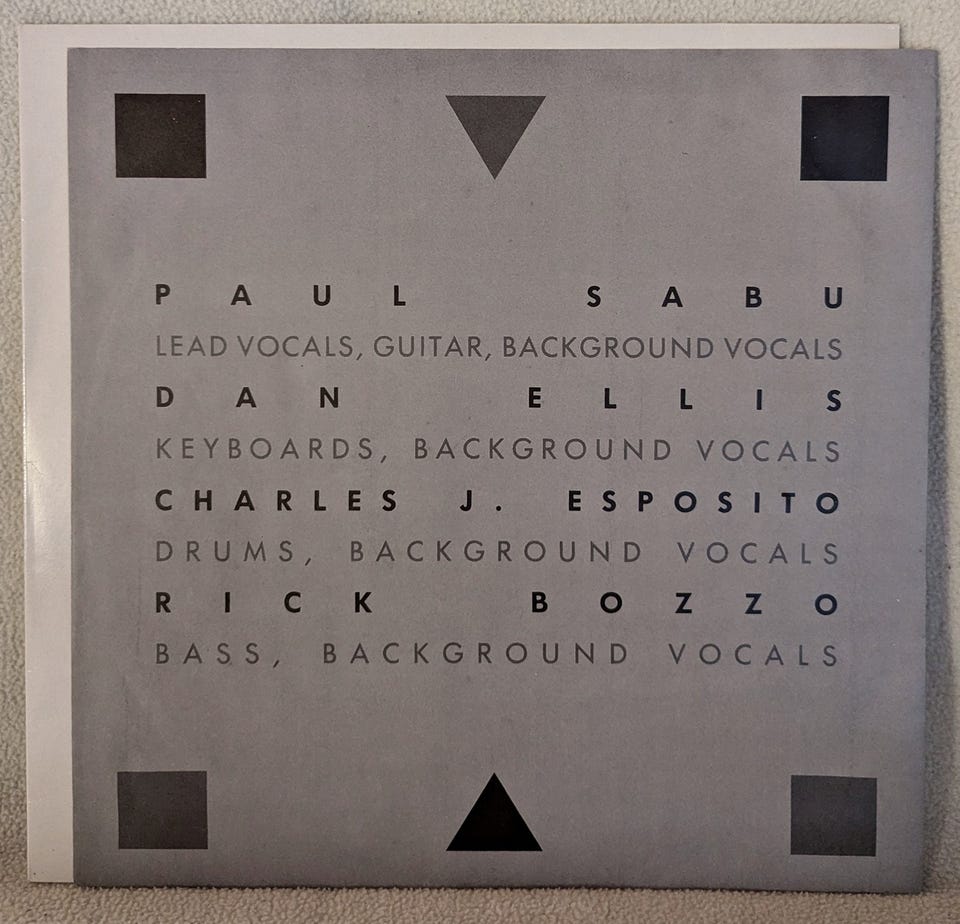 PAUL SABU
LEAD VOCALS, GUITAR, BACKGROUND VOCALS
DAN ELLIS
KEYBOARDS, BACKGROUND VOCALS
CHARLES J. ESPOSITO
DRUMS, BACKGROUND VOCALS
RICK BOZZO
BASS, BACKGROUND VOCALS